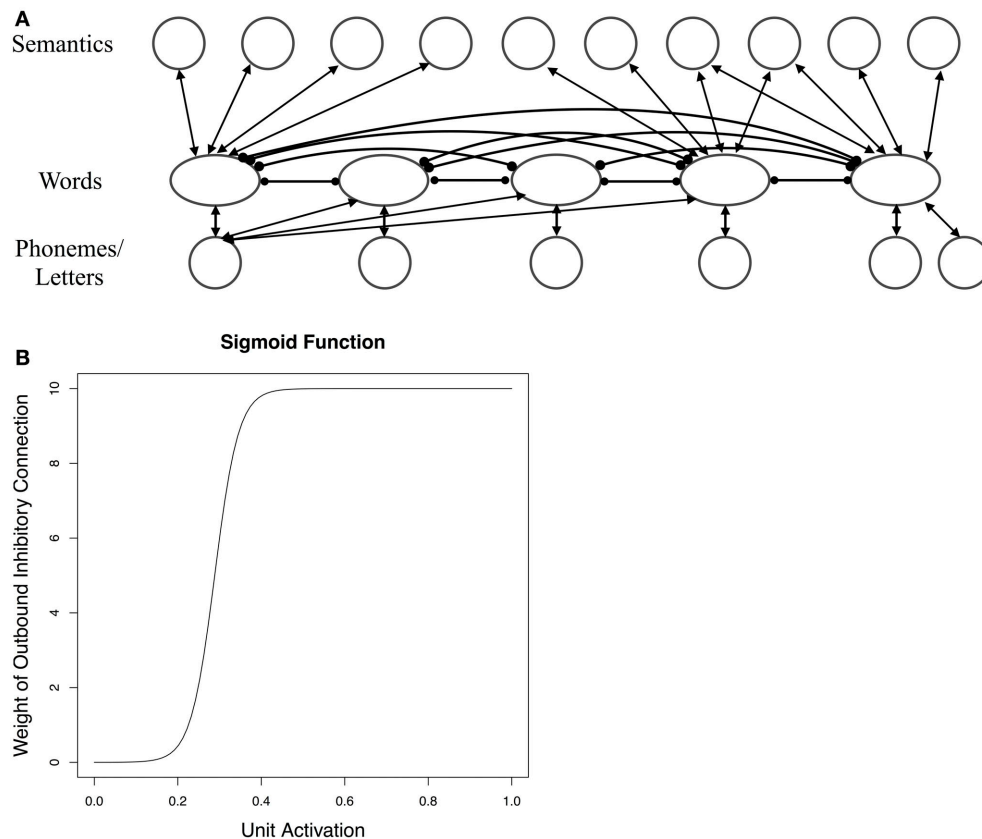 A
Semantics
Words
Phonemes/
Letters
B
Sigmoid Function
Weight of Outbound Inhibitory Connection
10
8
6
4
2
0
0.0 0.2 0.4 0.6 0.8 1.0
Unit Activation